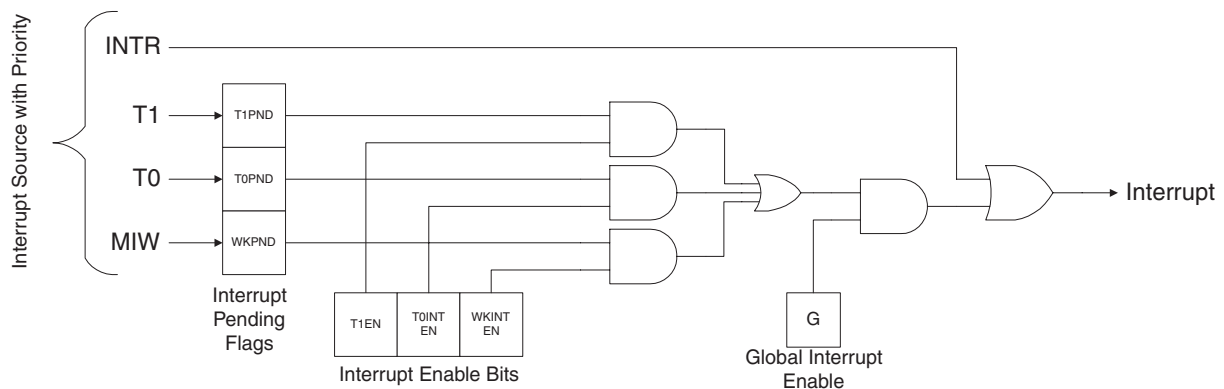 Interrupt Source with Priority
INTR
T1
T1PND
T0
T0PND
MIW
WKPND
Interrupt
Pending
Flags
T1EN
T0INT
EN
WKINT
EN
Interrupt Enable Bits
G
Global Interrupt
Enable
Interrupt